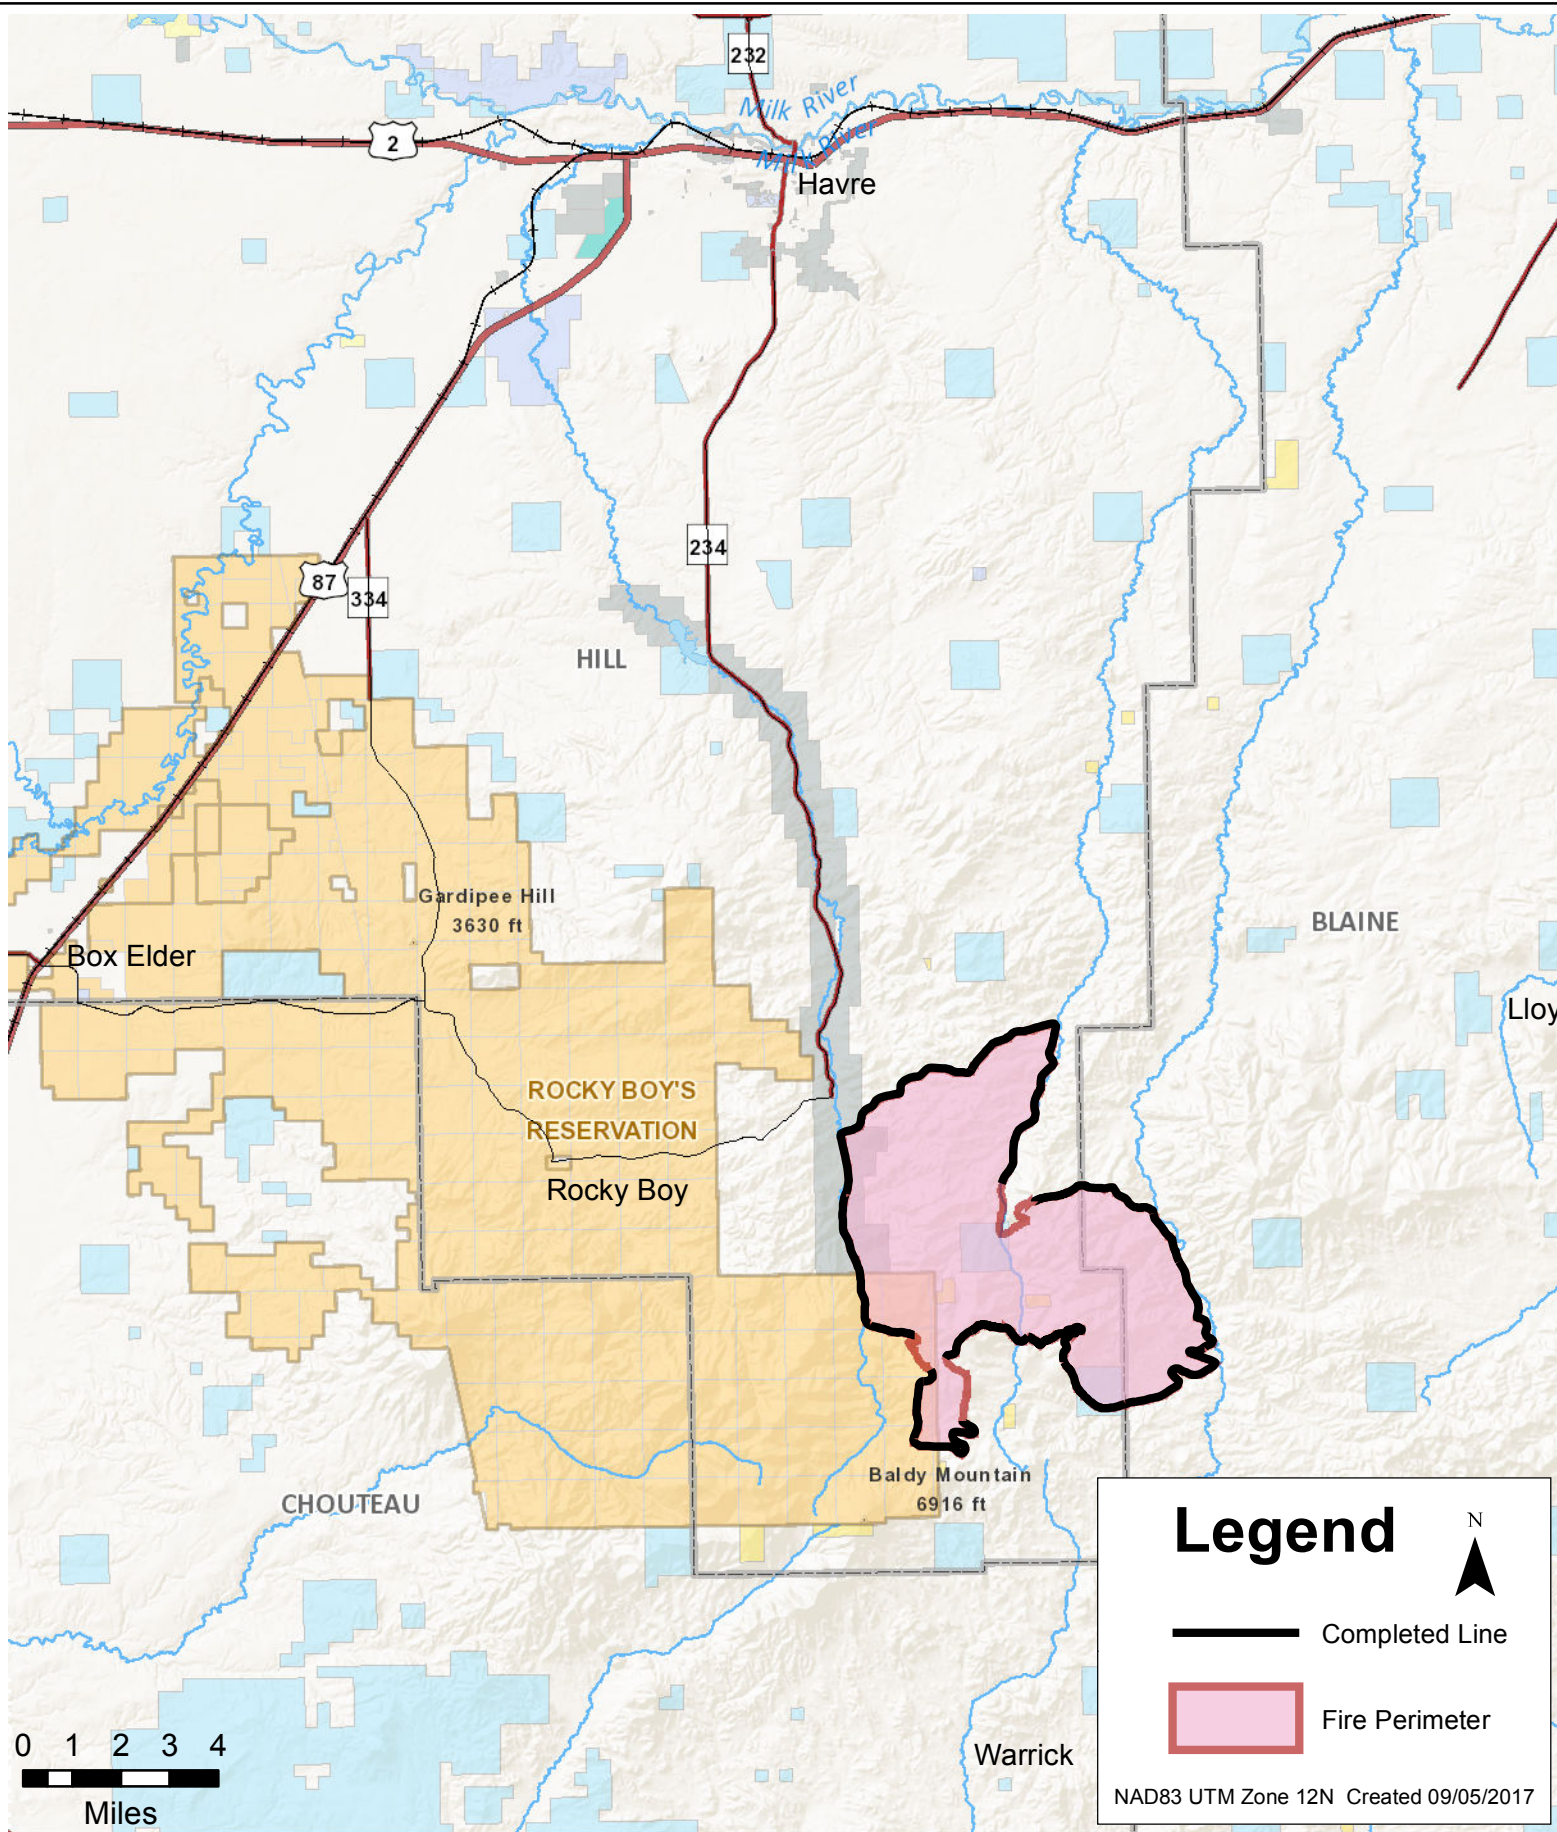 232
Milk River
2
Milk River
Havre
87
334
234
HILL
Gardipee Hill
3630 ft
BLAINE
Box Elder
Lloy
ROCKY BOY'S
RESERVATION
Rocky Boy
Baldy Mountain
6916 ft
CHOUTEAU
Legend
N
Completed Line
Fire Perimeter
0 1 2 3 4
Miles
Warrick
NAD83 UTM Zone 12N Created 09/05/2017